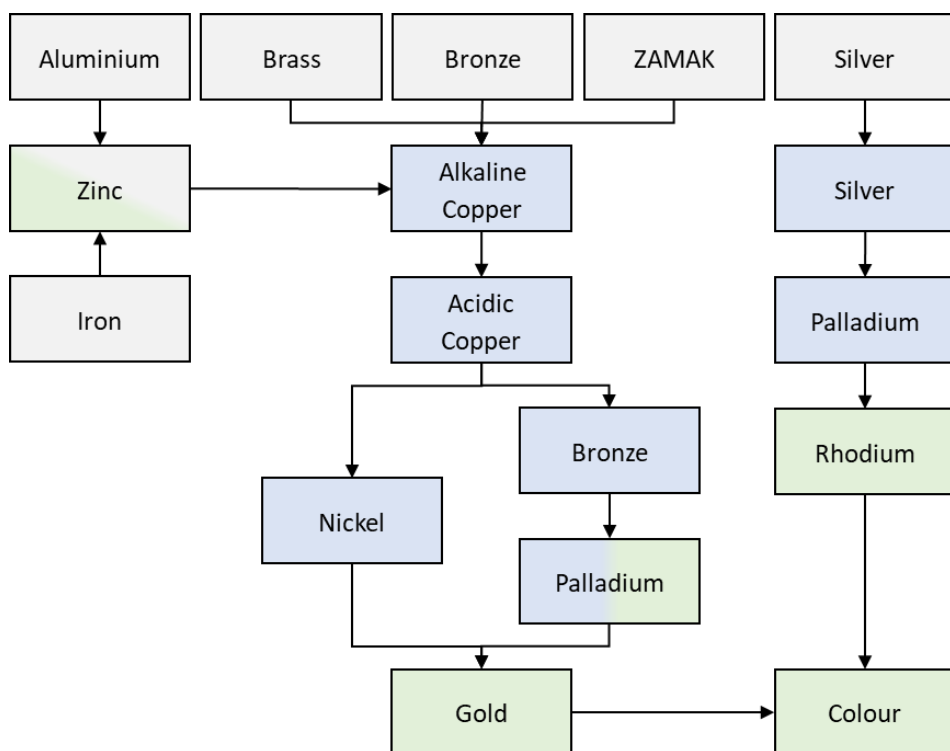 Aluminium
Brass
Bronze
ZAMAK
Silver
Zinc
Alkaline
Copper
Silver
Iron
Acidic
Copper
Palladium
Bronze
Rhodium
Nickel
Palladium
Gold
Colour